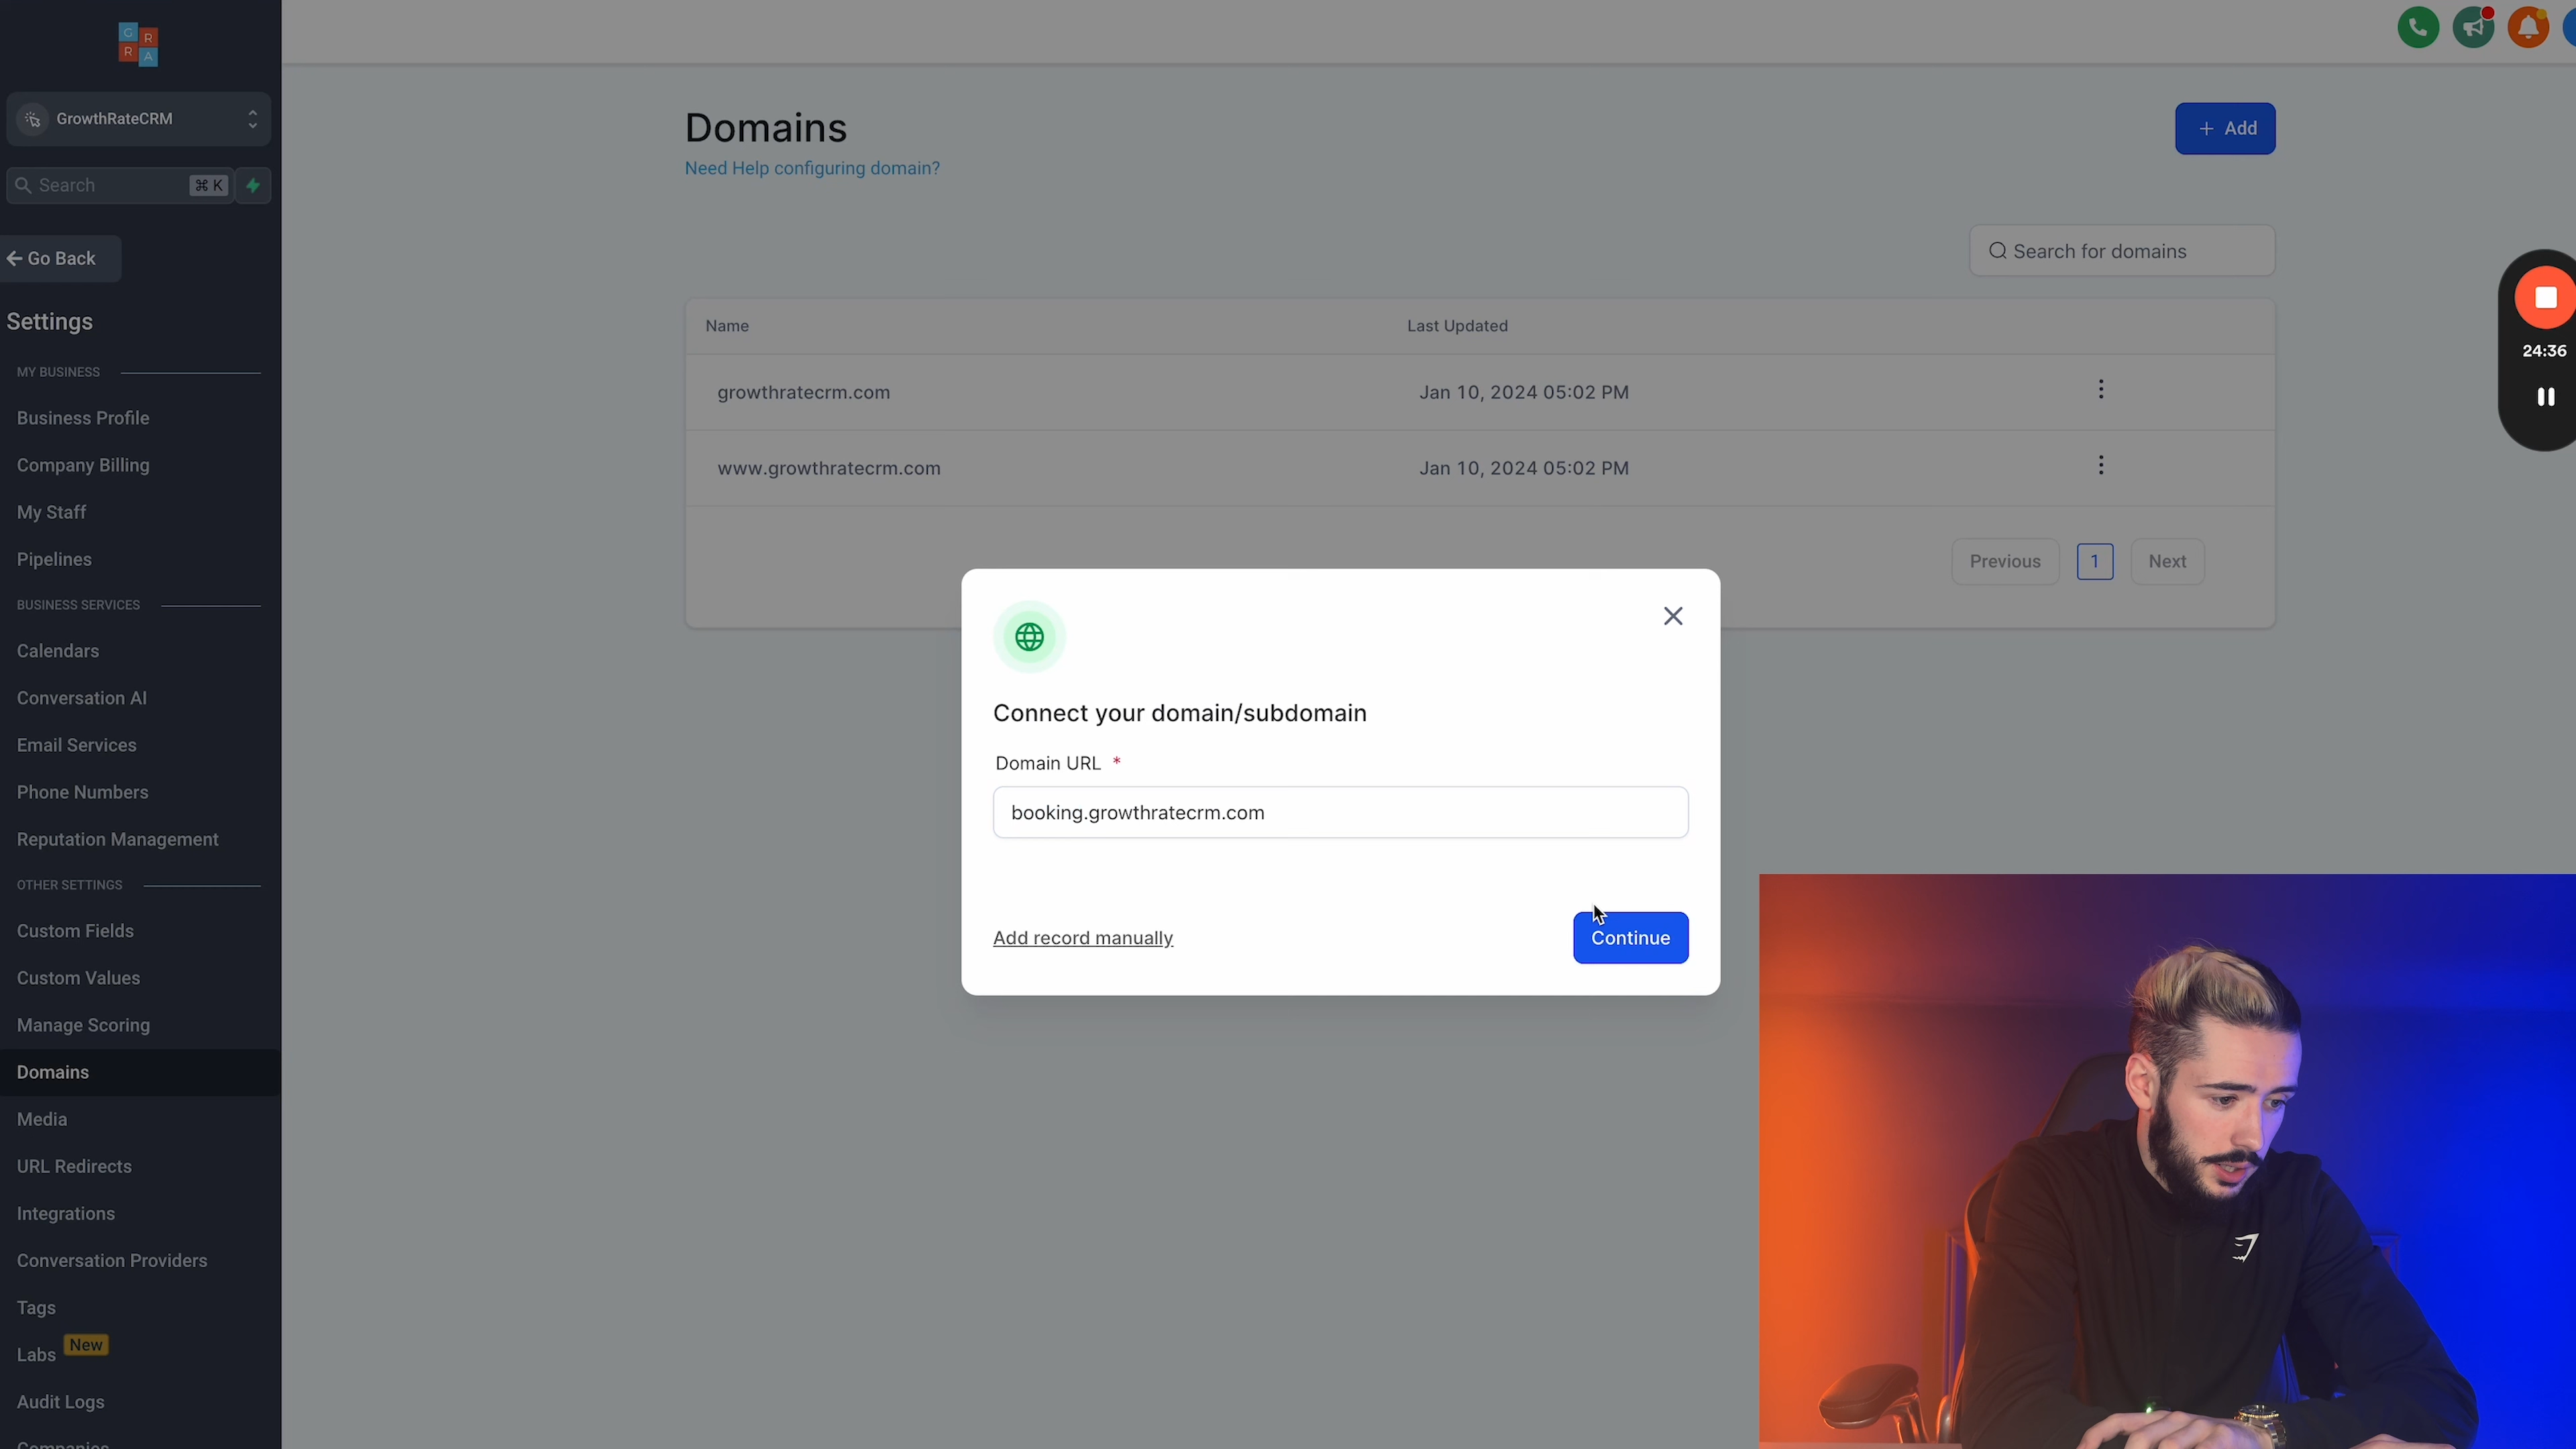 G R
R A
GrowthRateCRM
Search ⌘ K
Go Back
Settings
MY BUSINESS
Business Profile
Company Billing
My Staff
Pipelines
BUSINESS SERVICES
Calendars
Conversation AI
Email Services
Phone Numbers
Reputation Management
OTHER SETTINGS
Custom Fields
Custom Values
Manage Scoring
Domains
Media
URL Redirects
Integrations
Conversation Providers
Tags
Labs New
Audit Logs
Companies
Domains
+ Add
Need Help configuring domain?
Search for domains
Name Last Updated
growthratecrm.com Jan 10, 2024 05:02 PM
www.growthratecrm.com Jan 10, 2024 05:02 PM
Previous 1 Next
Connect your domain/subdomain
Domain URL *
booking.growthratecrm.com
Add record manually
Continue
24:36